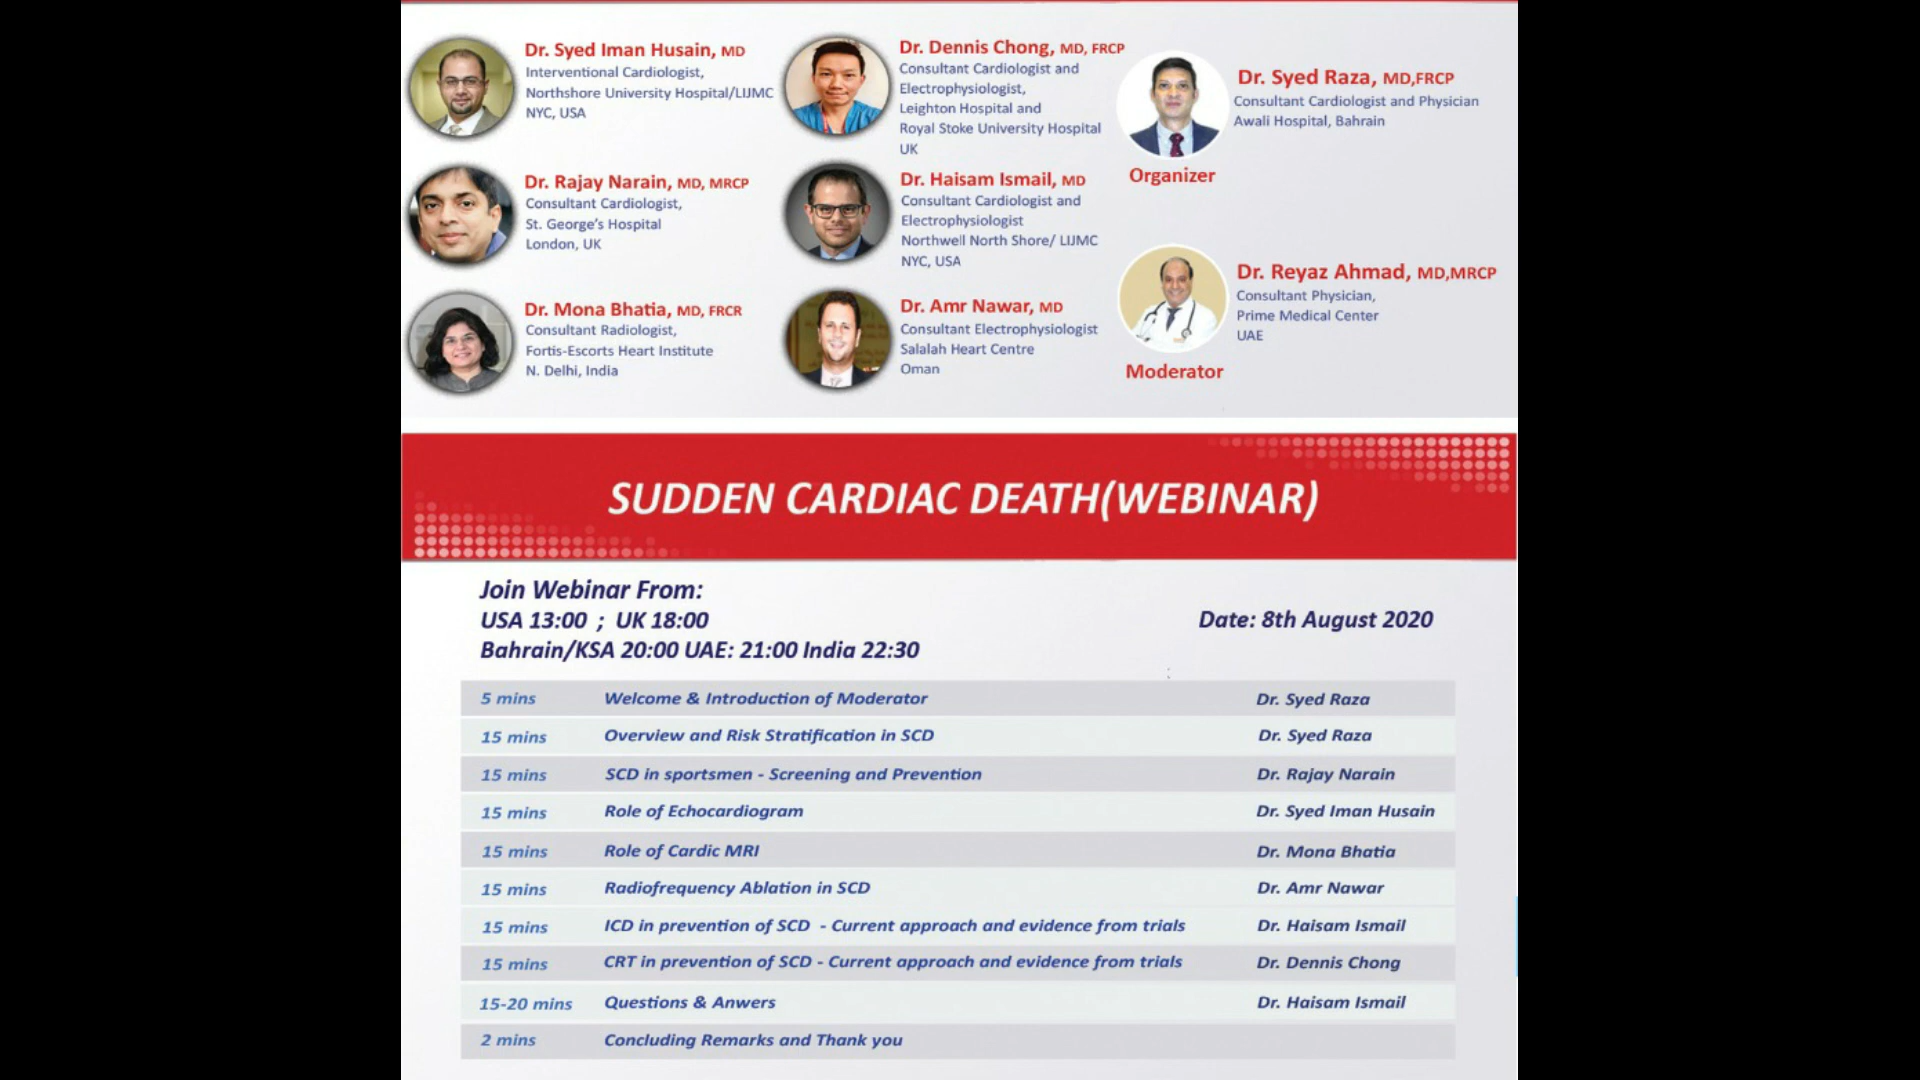 Dr. Syed Iman Husain, MD
Interventional Cardiologist,
Northshore University Hospital/LIJMC
NYC, USA
Dr. Rajay Narain, MD, MRCP
Consultant Cardiologist,
St. George's Hospital
London, UK
Dr. Mona Bhatia, MD, FRCR
Consultant Radiologist,
Fortis-Escorts Heart Institute
N. Delhi, India
Dr. Dennis Chong, MD, FRCP
Consultant Cardiologist and
Electrophysiologist,
Leighton Hospital and
Royal Stoke University Hospital
UK
Dr. Haisam Ismail, MD
Consultant Cardiologist and
Electrophysiologist
Northwell North Shore/ LIJMC
NYC, USA
Dr. Amr Nawar, MD
Consultant Electrophysiologist
Salalah Heart Centre
Oman
Dr. Syed Raza, MD,FRCP
Consultant Cardiologist and Physician
Awali Hospital, Bahrain
Organizer
Dr. Reyaz Ahmad, MD,MRCP
Consultant Physician,
Prime Medical Center
UAE
Moderator
SUDDEN CARDIAC DEATH(WEBINAR)
Join Webinar From:
USA 13:00 ; UK 18:00
Bahrain/KSA 20:00 UAE: 21:00 India 22:30
Date: 8th August 2020
5 mins Welcome & Introduction of Moderator Dr. Syed Raza
15 mins Overview and Risk Stratification in SCD Dr. Syed Raza
15 mins SCD in sportsmen - Screening and Prevention Dr. Rajay Narain
15 mins Role of Echocardiogram Dr. Syed Iman Husain
15 mins Role of Cardic MRI Dr. Mona Bhatia
15 mins Radiofrequency Ablation in SCD Dr. Amr Nawar
15 mins ICD in prevention of SCD - Current approach and evidence from trials Dr. Haisam Ismail
15 mins CRT in prevention of SCD - Current approach and evidence from trials Dr. Dennis Chong
15-20 mins Questions & Anwers Dr. Haisam Ismail
2 mins Concluding Remarks and Thank you